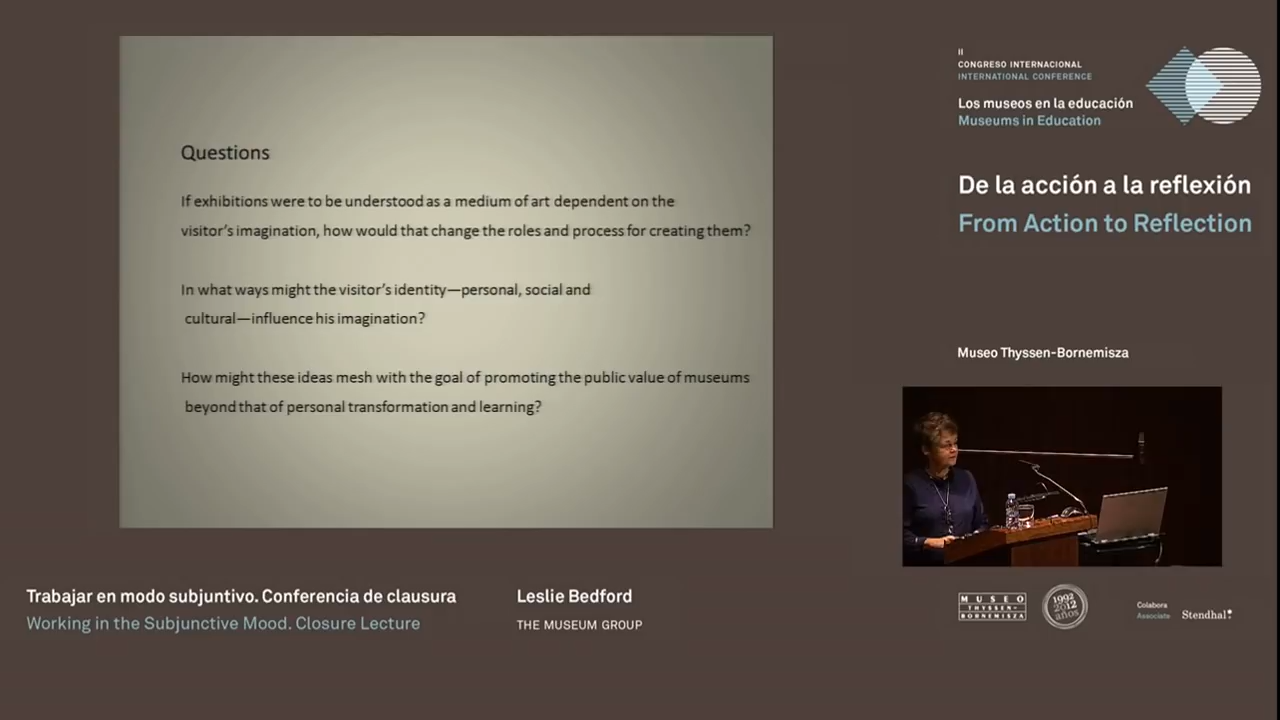 Questions
If exhibitions were to be understood as a medium of art dependent on the
visitor's imagination, how would that change the roles and process for creating them?
In what ways might the visitor's identity—personal, social and
cultural—influence his imagination?
How might these ideas mesh with the goal of promoting the public value of museums
beyond that of personal transformation and learning?
II
CONGRESO INTERNACIONAL
INTERNATIONAL CONFERENCE
Los museos en la educación
Museums in Education
De la acción a la reflexión
From Action to Reflection
Museo Thyssen-Bornemisza
Trabajar en modo subjuntivo. Conferencia de clausura
Working in the Subjunctive Mood. Closure Lecture
Leslie Bedford
THE MUSEUM GROUP
MUSEO
THYSSEN-
BORNEMISZA
1992
2012
años
Colabora
Associate
Stendhal